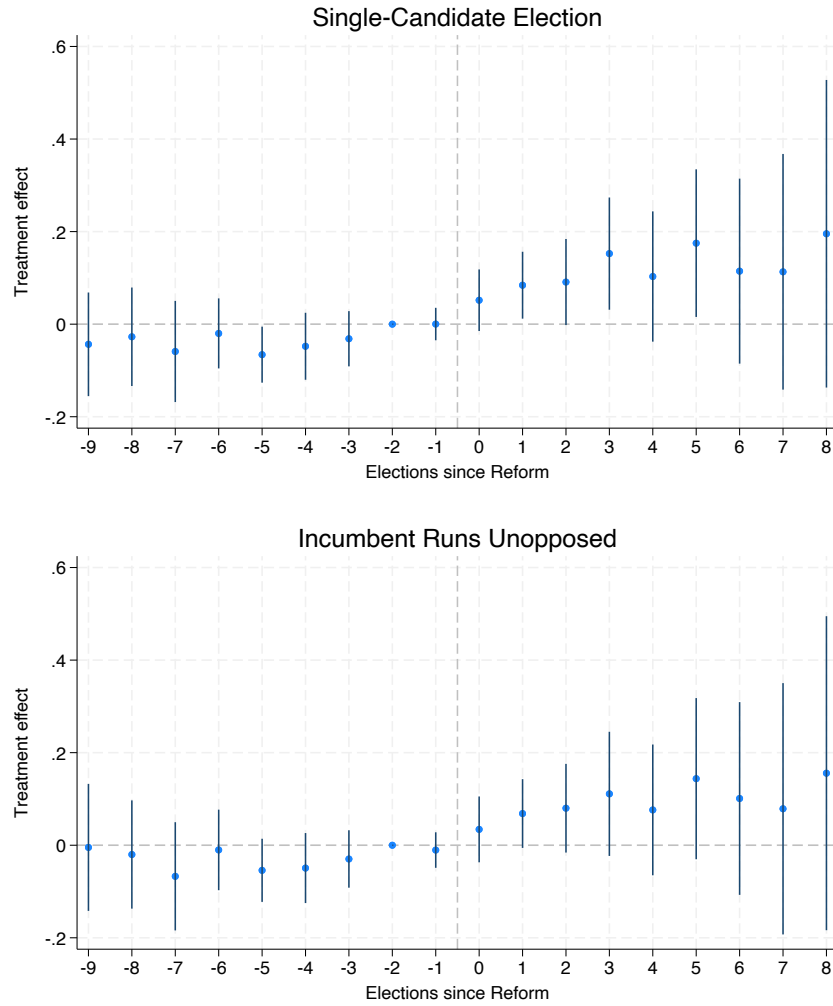 Single-Candidate Election
.6
.4
.2
0
-.2
Treatment effect
-9 -8 -7 -6 -5 -4 -3 -2 -1 0 1 2 3 4 5 6 7 8
Elections since Reform
Incumbent Runs Unopposed
.6
.4
.2
0
-.2
Treatment effect
-9 -8 -7 -6 -5 -4 -3 -2 -1 0 1 2 3 4 5 6 7 8
Elections since Reform